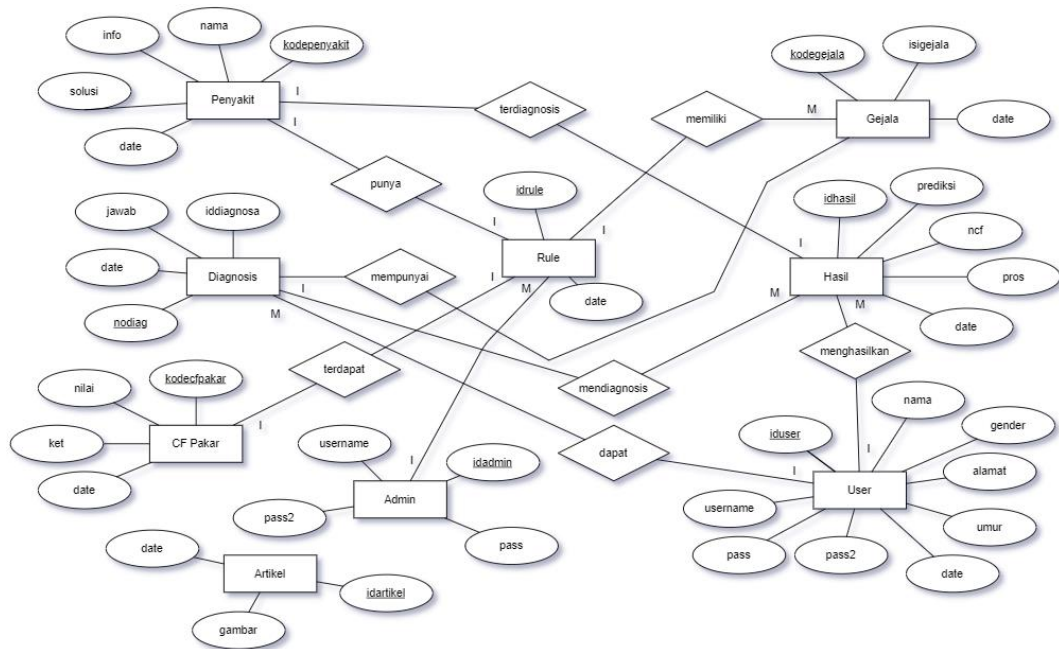 nama
info
kodepenyakit
solusi
Penyakit
I
I
date
terdiagnosis
memiliki
M
kodegejala
isigejala
Gejala
date
punya
idrule
I
I
Rule
I
M
date
jawab
iddiagnosa
date
Diagnosis
I
M
nodiag
mempunyai
prediksi
idhasil
ncf
I
Hasil
pros
M
M
date
menghasilkan
terdapat
mendiagnosis
kodecfpakar
nilai
ket
CF Pakar
I
date
username
I
idadmin
Admin
pass2
pass
dapat
nama
iduser
gender
I
I
alamat
User
username
umur
pass
pass2
date
date
Artikel
idartikel
gambar